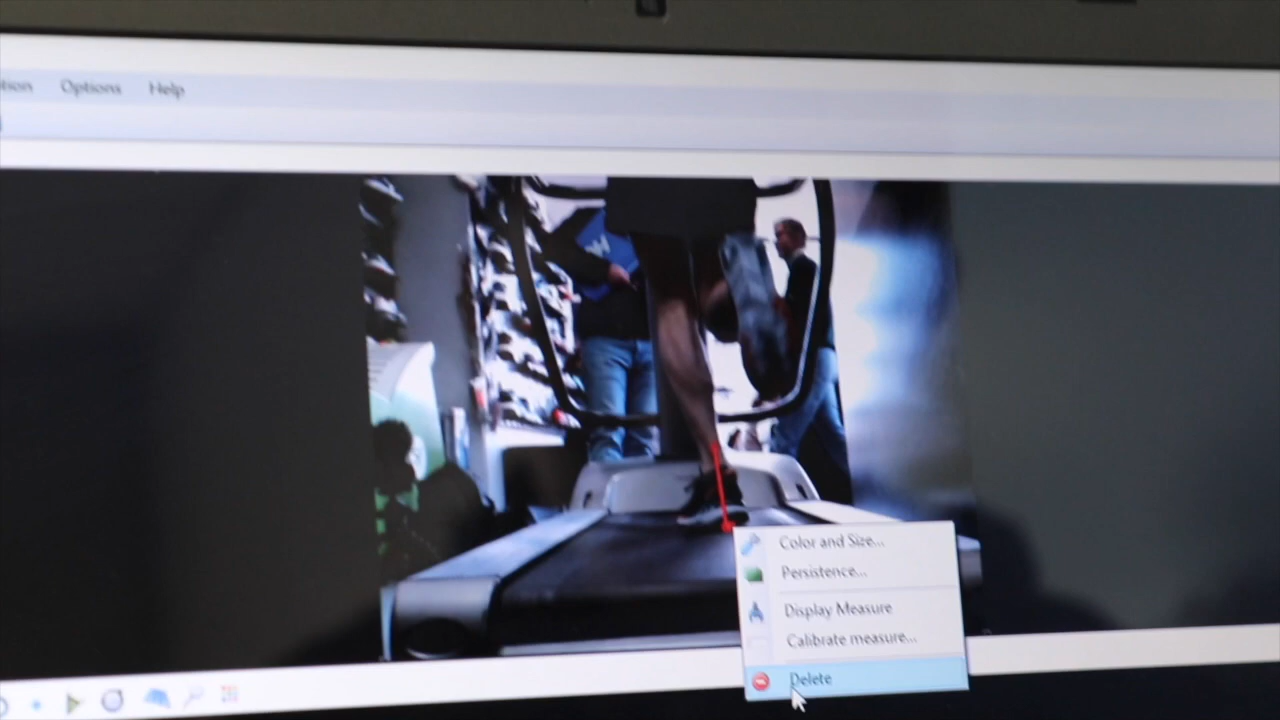 Options Help
Color and Size...
Persistence...
Display Measure
Calibrate measure...
Delete